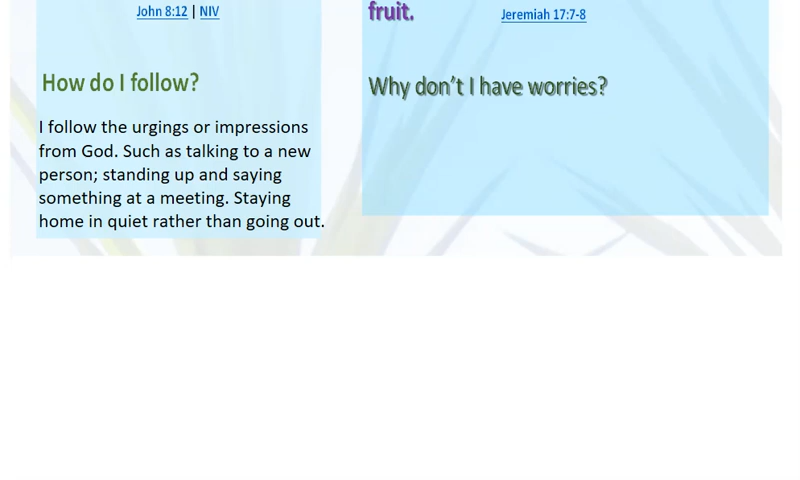 John 8:12 | NIV
How do I follow?
I follow the urgings or impressions
from God. Such as talking to a new
person; standing up and saying
something at a meeting. Staying
home in quiet rather than going out.
fruit.
Jeremiah 17:7-8
Why don't I have worries?